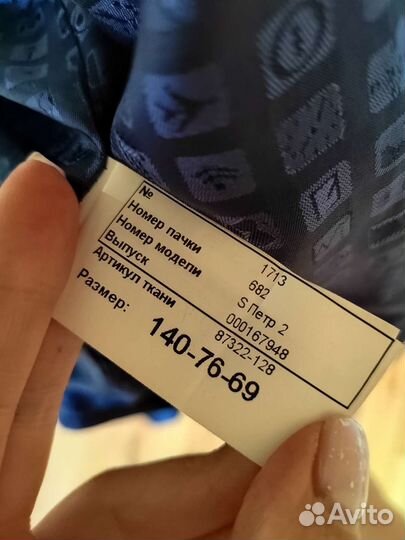 № 1713
Номер пачки 682
Номер модели S Петр 2
Выпуск 000167948
Артикул ткани 87322-128
Размер: 140-76-69
Avito